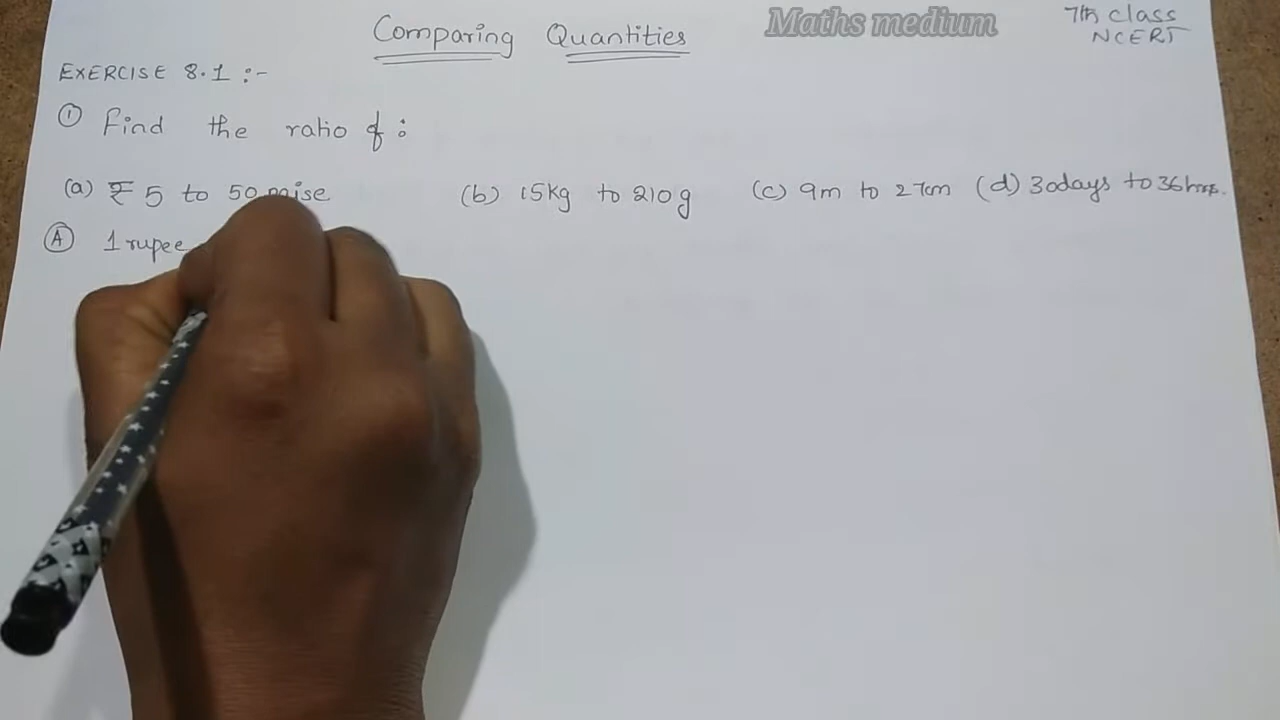 Comparing Quantities
Maths medium
7th class
NCERT
EXERCISE 8.1 :-
① Find the ratio of :
(a) ₹ 5 to 50 paise (b) 15kg to 210g (c) 9m to 27cm (d) 30days to 36hrs.
Ⓐ 1 rupee